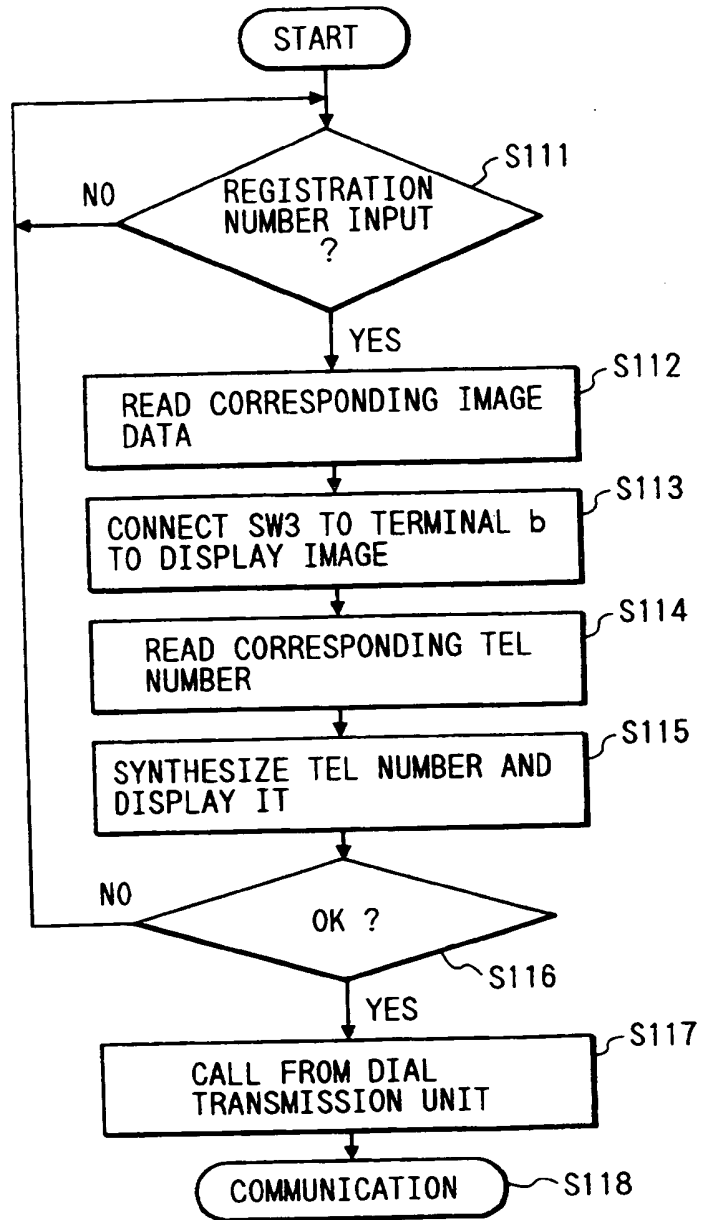 START
S111
NO
REGISTRATION
NUMBER INPUT
?
YES
S112
READ CORRESPONDING IMAGE
DATA
S113
CONNECT SW3 TO TERMINAL b
TO DISPLAY IMAGE
S114
READ CORRESPONDING TEL
NUMBER
S115
SYNTHESIZE TEL NUMBER AND
DISPLAY IT
NO
OK ?
S116
YES
S117
CALL FROM DIAL
TRANSMISSION UNIT
COMMUNICATION
S118